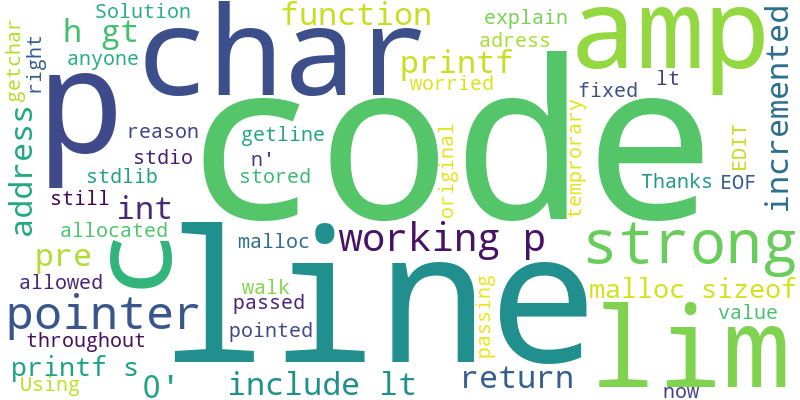 Solution
function
explain
amp
h gt
char
adress
getchar
right
anyone
printf
worried
incremented
p
code
fixed
lt
address
reason
getline
original
temprorary
EDIT
stdio
n'
stdlib
stored
Thanks
EOF
still
int
allocated
c
line
malloc
working p
strong
pre
allowed
walk
passed
passing
malloc sizeof
pointer
pointed
lim
value
throughout
printf s
Using
O'
include lt
return
now